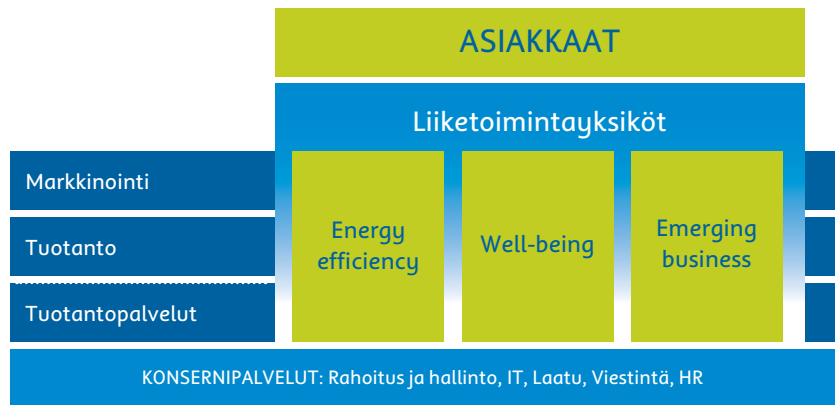 ASIAKKAAT
Liiketoimintayksiköt
Markkinointi
Tuotanto
Tuotantopalvelut
Energy
efficiency
Well-being
Emerging
business
KONSERNIPALVELUT: Rahoitus ja hallinto, IT, Laatu, Viestintä, HR